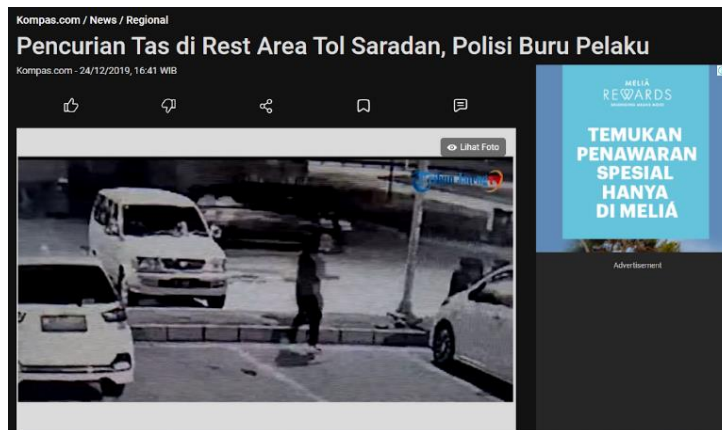 Kompas.com / News / Regional
Pencurian Tas di Rest Area Tol Saradan, Polisi Buru Pelaku
Kompas.com - 24/12/2019, 16:41 WIB
Lihat Foto
MELIÁ
REWARDS
TEMUKAN
PENAWARAN
SPESIAL
HANYA
DI MELIÁ
Advertisement